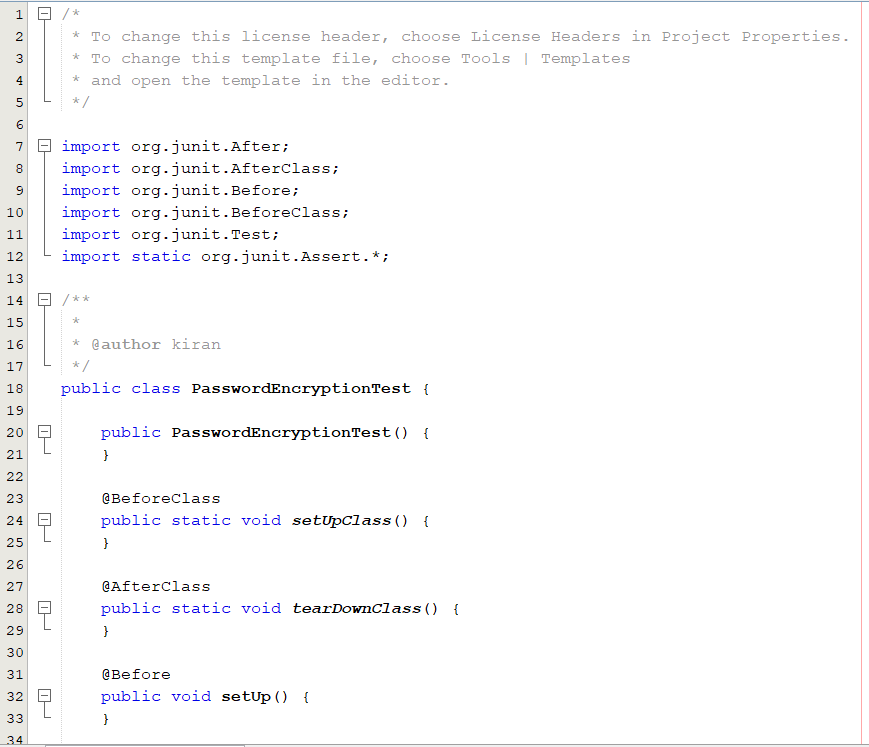 1 /*
2  * To change this license header, choose License Headers in Project Properties.
3  * To change this template file, choose Tools | Templates
4  * and open the template in the editor.
5  */
6
7 import org.junit.After;
8 import org.junit.AfterClass;
9 import org.junit.Before;
10 import org.junit.BeforeClass;
11 import org.junit.Test;
12 import static org.junit.Assert.*;
13
14 /**
15  *
16  * @author kiran
17  */
18 public class PasswordEncryptionTest {
19
20     public PasswordEncryptionTest() {
21     }
22
23     @BeforeClass
24     public static void setUpClass() {
25     }
26
27     @AfterClass
28     public static void tearDownClass() {
29     }
30
31     @Before
32     public void setUp() {
33     }
34